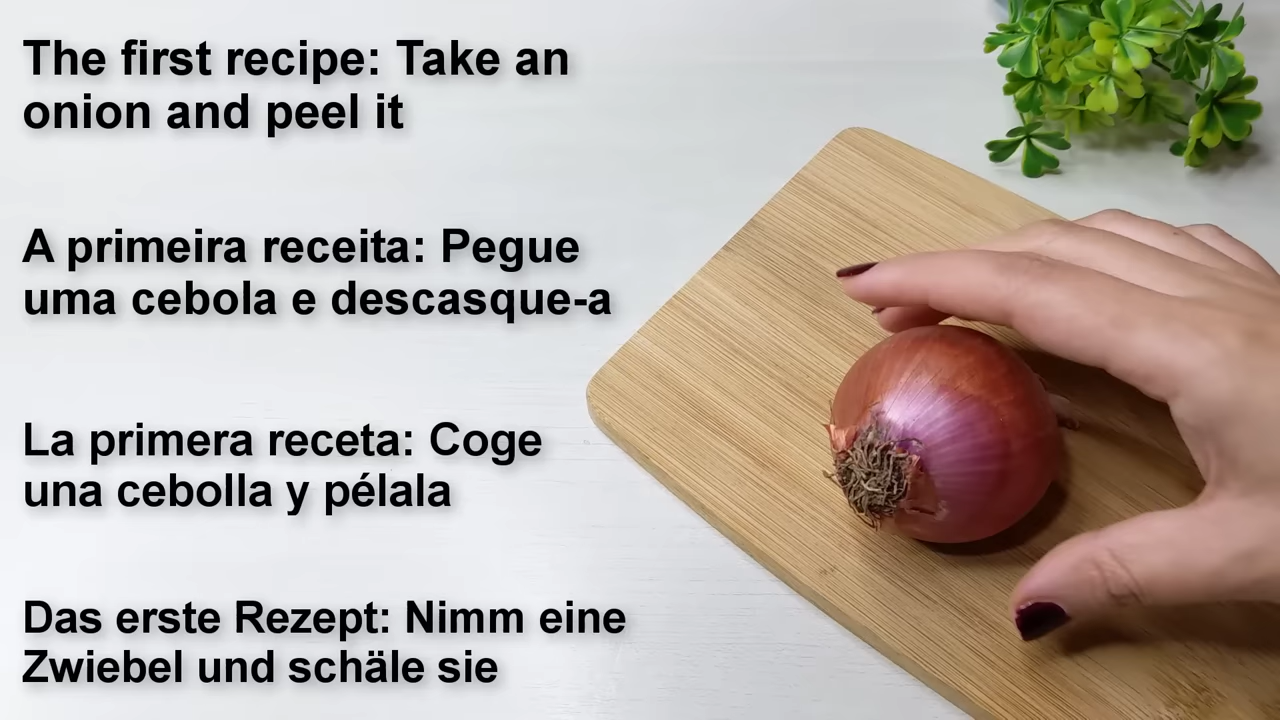 The first recipe: Take an
onion and peel it
A primeira receita: Pegue
uma cebola e descasque-a
La primera receta: Coge
una cebolla y pélala
Das erste Rezept: Nimm eine
Zwiebel und schäle sie